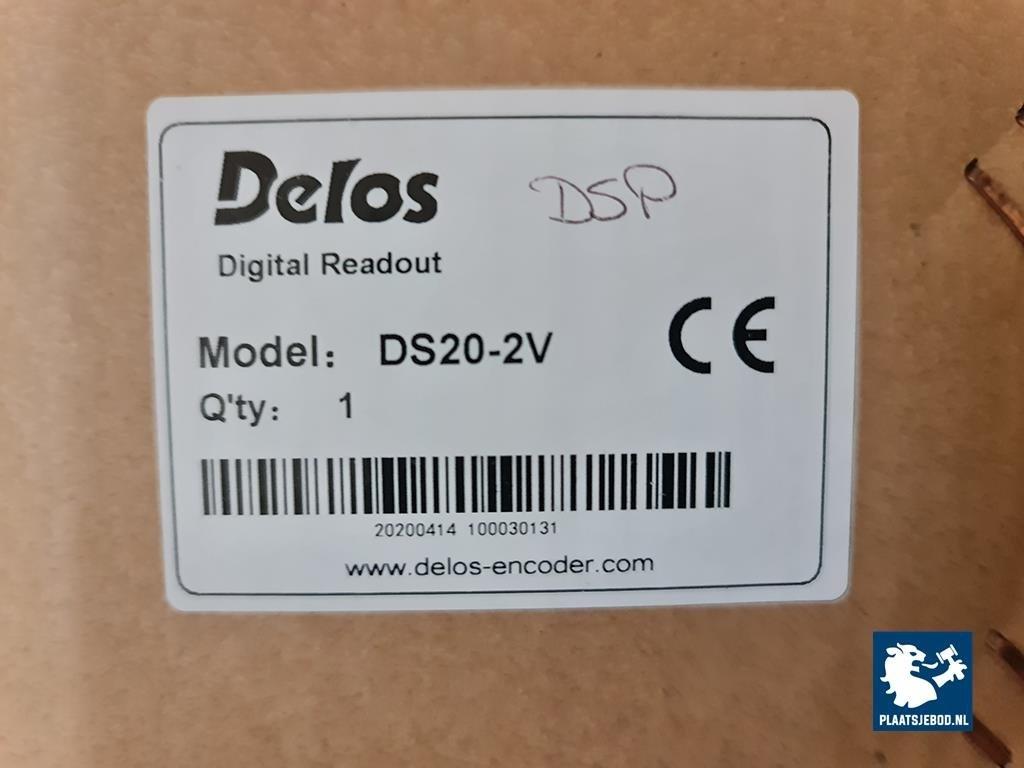 Delos
DSP
Digital Readout
Model: DS20-2V
CE
Q'ty: 1
20200414 100030131
www.delos-encoder.com
PLAATSJEBOD.NL